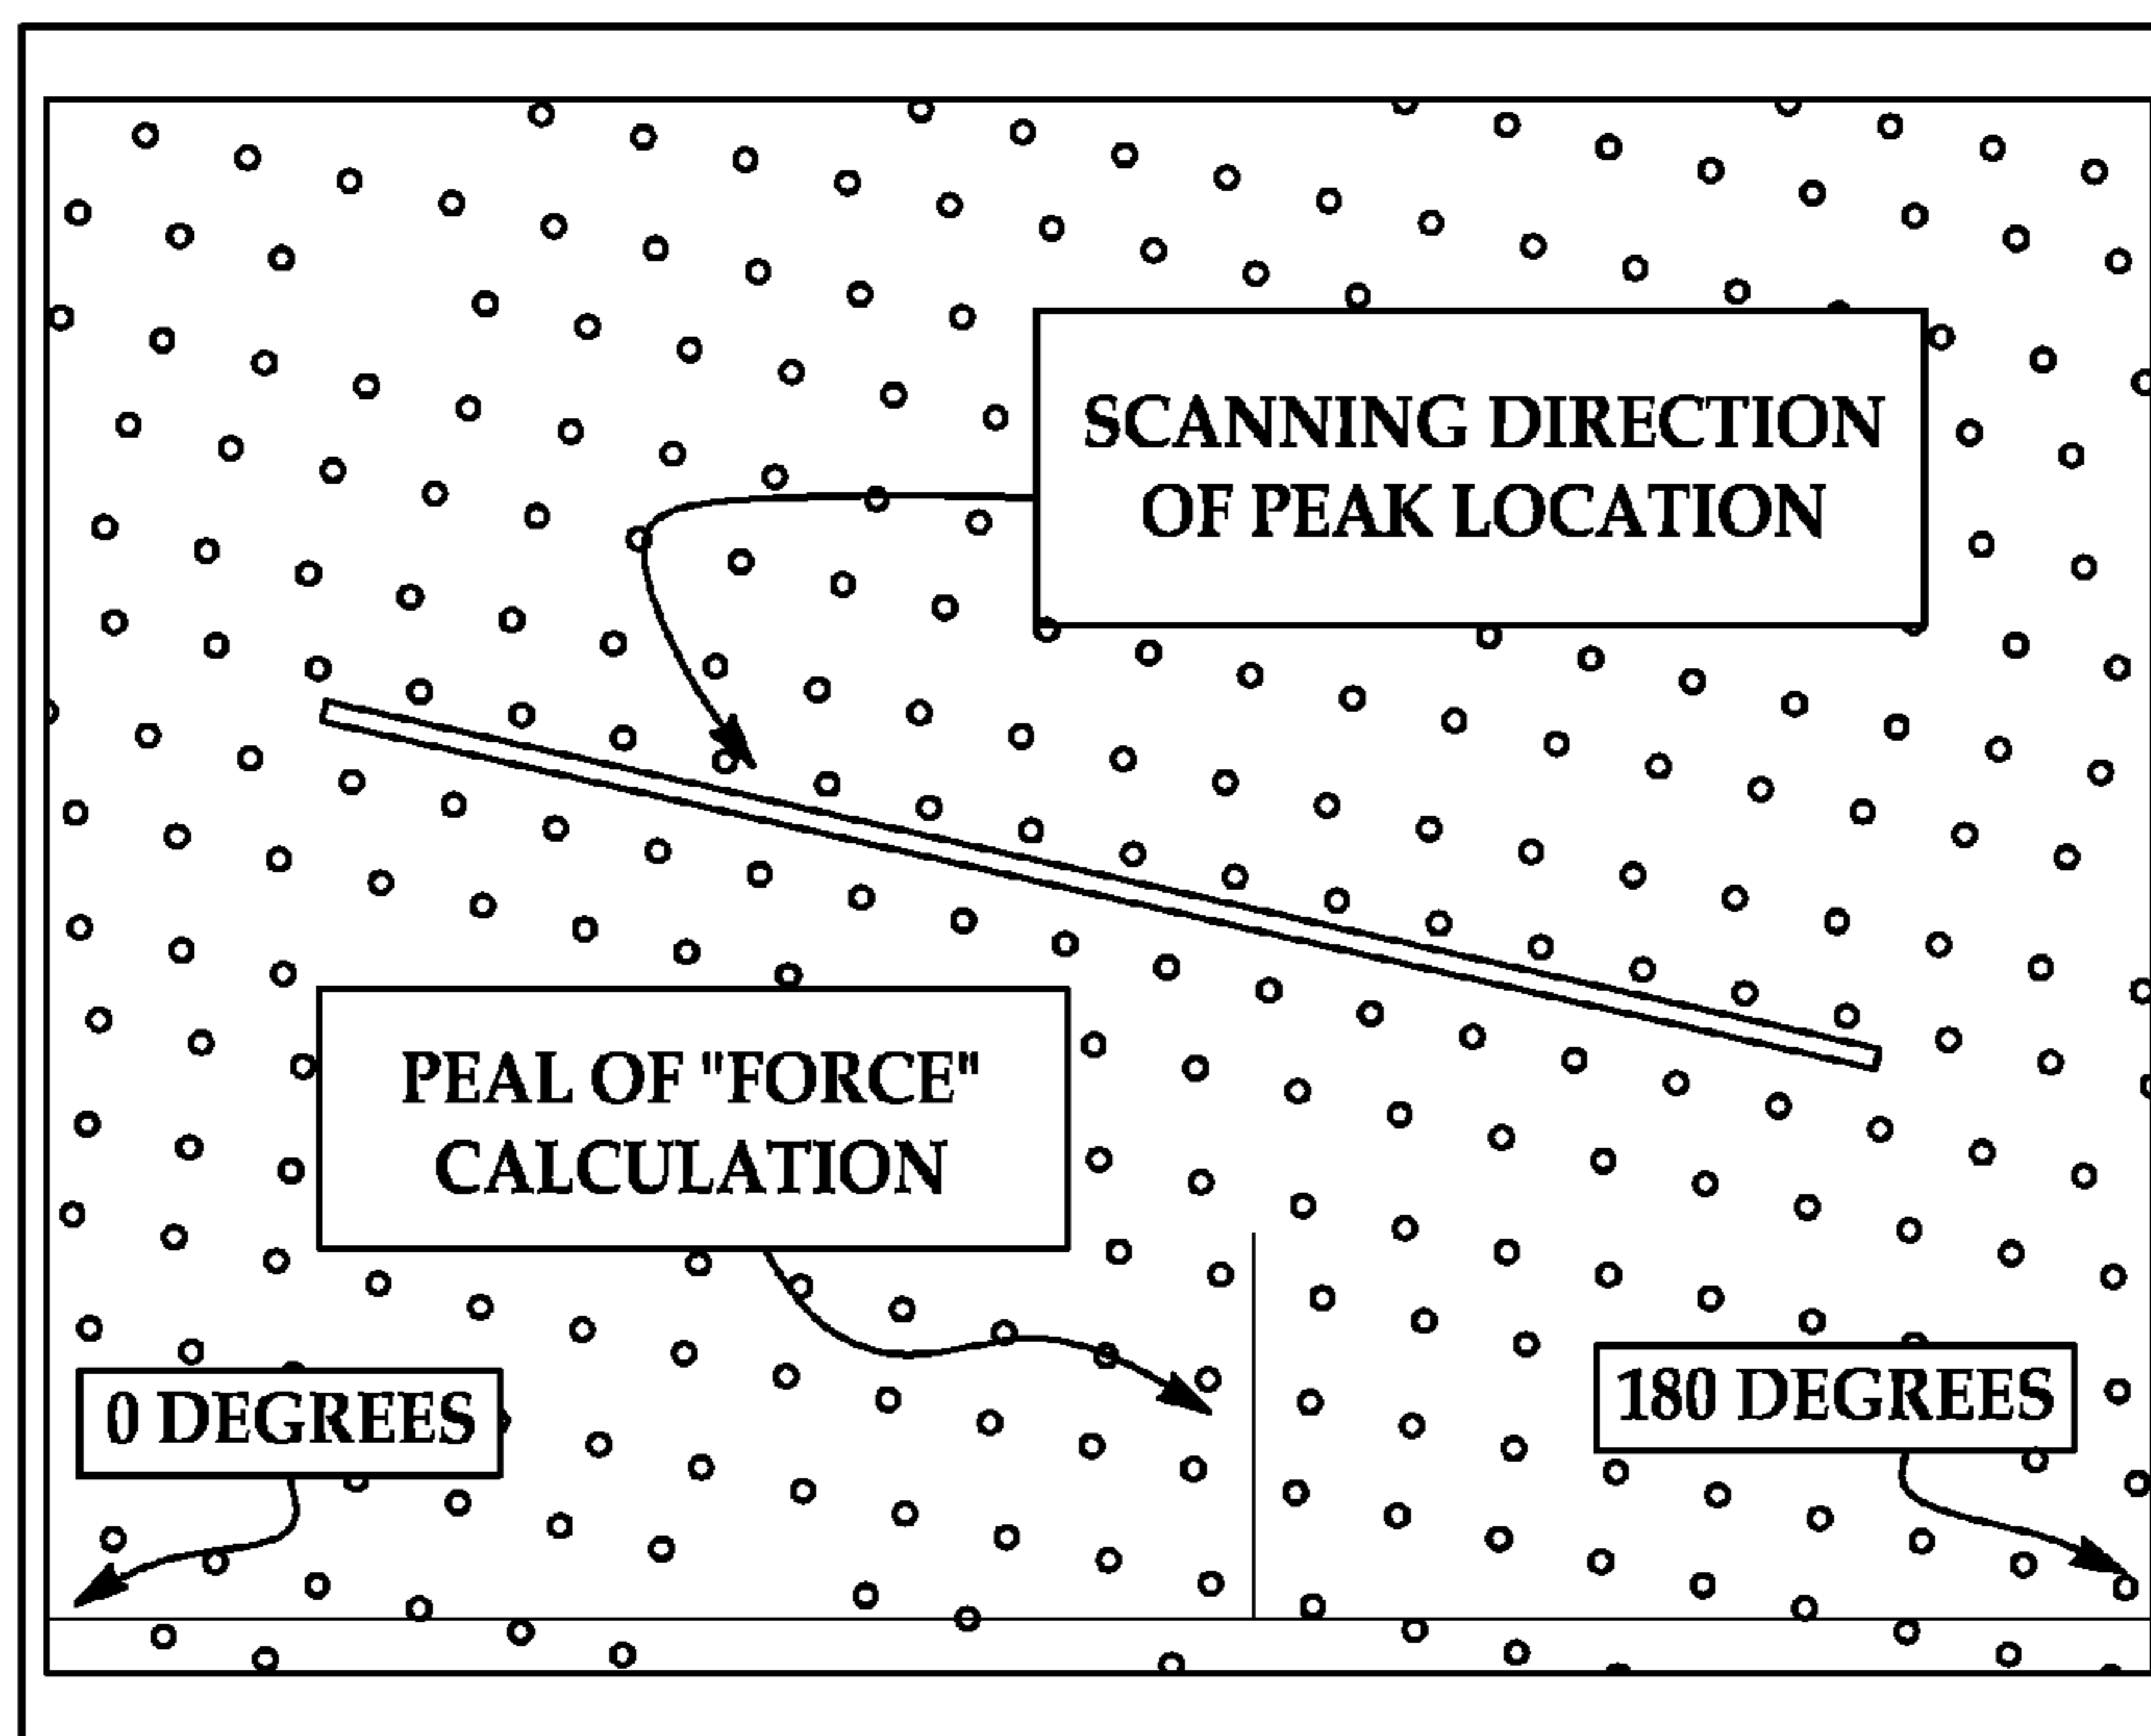 SCANNING DIRECTION
OF PEAK LOCATION
PEAL OF "FORCE"
CALCULATION
0 DEGREES
180 DEGREES